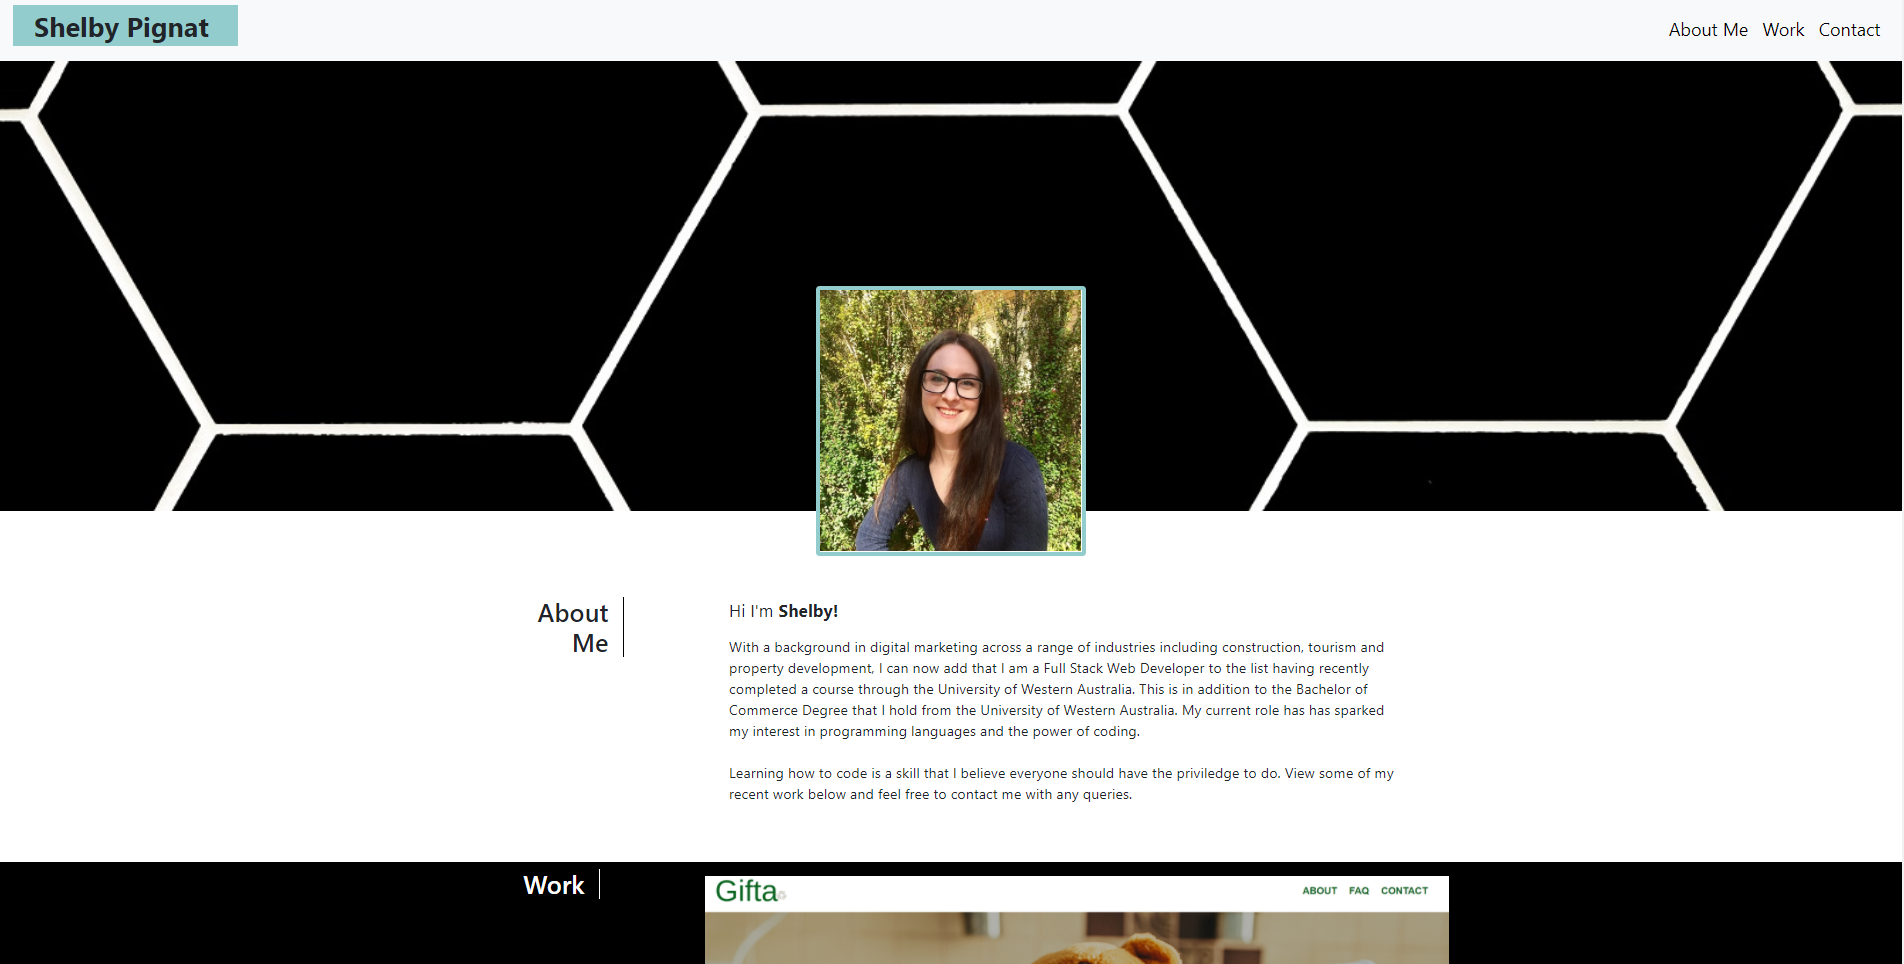 Shelby Pignat
About Me Work Contact
About
Me
Hi I'm Shelby!
With a background in digital marketing across a range of industries including construction, tourism and
property development, I can now add that I am a Full Stack Web Developer to the list having recently
completed a course through the University of Western Australia. This is in addition to the Bachelor of
Commerce Degree that I hold from the University of Western Australia. My current role has has sparked
my interest in programming languages and the power of coding.
Learning how to code is a skill that I believe everyone should have the priviledge to do. View some of my
recent work below and feel free to contact me with any queries.
Work
Gifta
ABOUT FAQ CONTACT